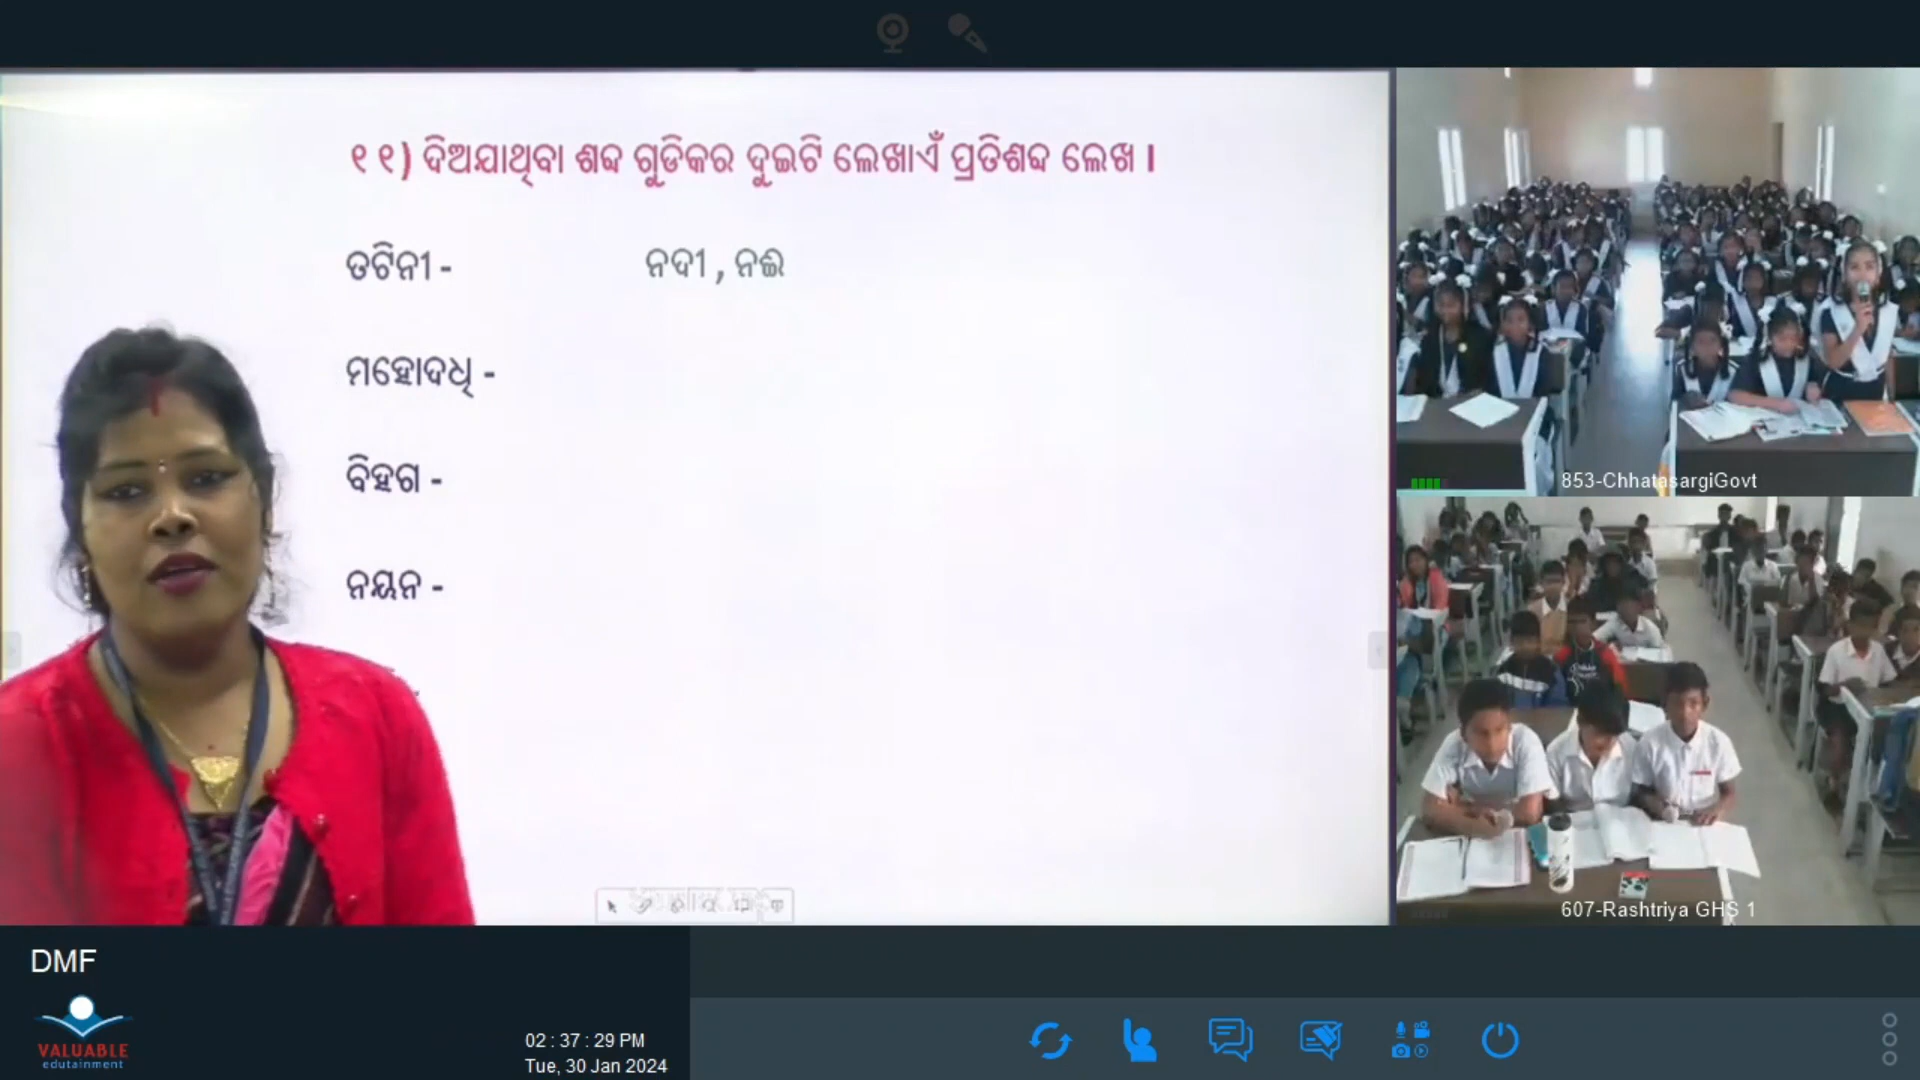 ୧୧) ଦିଅଯାଥିବା ଶବ୍ଦ ଗୁଡିକର ଦୁଇଟି ଲେଖାଏଁ ପ୍ରତିଶବ୍ଦ ଲେଖ ।
ତଟିନୀ - ନଦୀ , ନଈ
ମହୋଦଧି -
ବିହଗ -
ନୟନ -
853-ChhatasargiGovt
607-Rashtriya GHS 1
DMF
VALUABLE
edutainment
02 : 37 : 29 PM
Tue, 30 Jan 2024